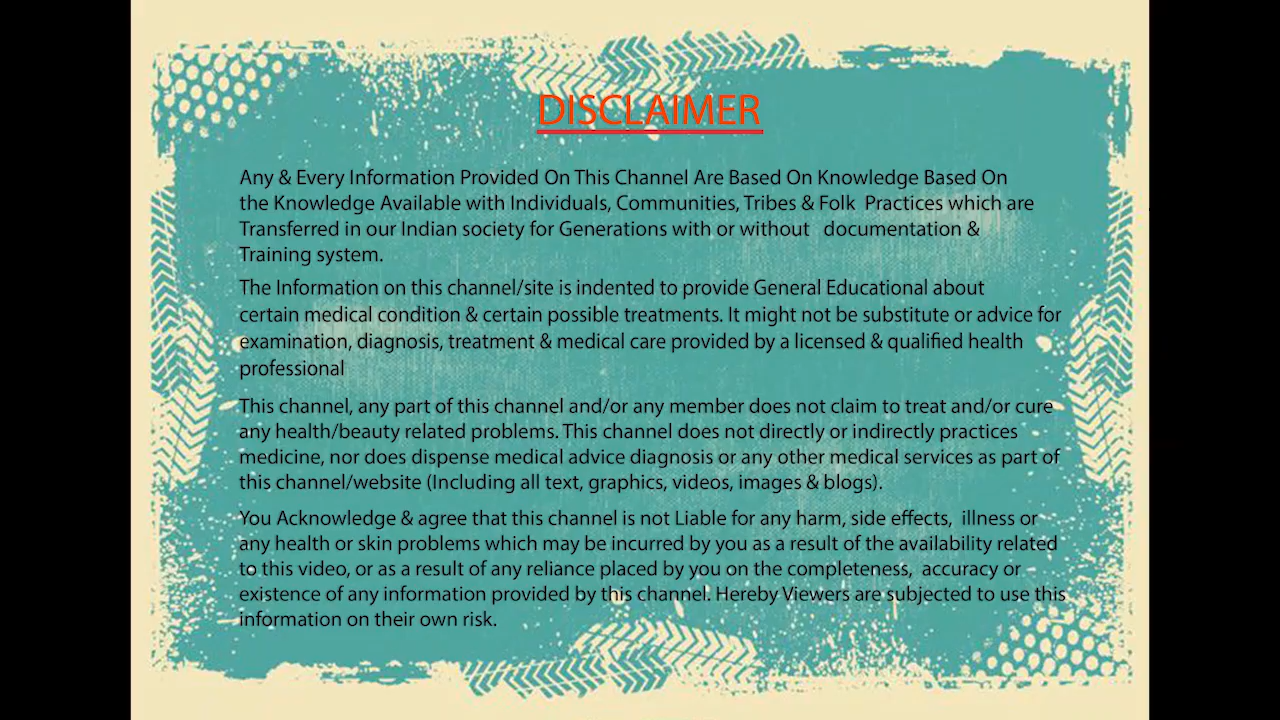 DISCLAIMER
Any & Every Information Provided On This Channel Are Based On Knowledge Based On
the Knowledge Available with Individuals, Communities, Tribes & Folk Practices which are
Transferred in our Indian society for Generations with or without documentation &
Training system.
The Information on this channel/site is indented to provide General Educational about
certain medical condition & certain possible treatments. It might not be substitute or advice for
examination, diagnosis, treatment & medical care provided by a licensed & qualified health
professional
This channel, any part of this channel and/or any member does not claim to treat and/or cure
any health/beauty related problems. This channel does not directly or indirectly practices
medicine, nor does dispense medical advice diagnosis or any other medical services as part of
this channel/website (Including all text, graphics, videos, images & blogs).
You Acknowledge & agree that this channel is not Liable for any harm, side effects, illness or
any health or skin problems which may be incurred by you as a result of the availability related
to this video, or as a result of any reliance placed by you on the completeness, accuracy or
existence of any information provided by this channel. Hereby Viewers are subjected to use this
information on their own risk.